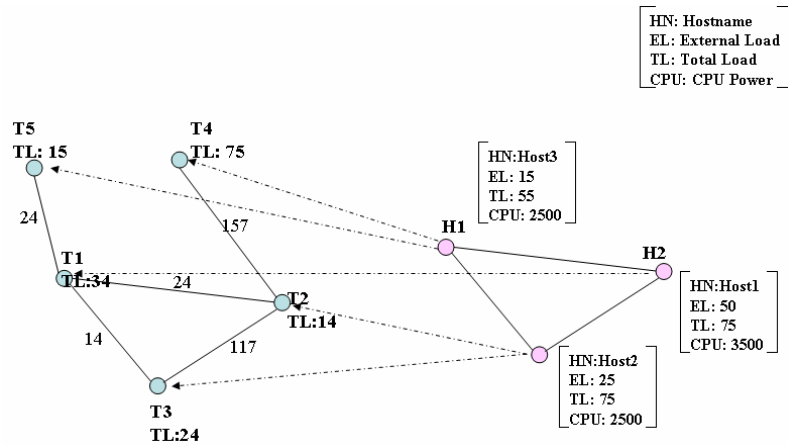 HN: Hostname
EL: External Load
TL: Total Load
CPU: CPU Power
T5
TL: 15
T4
TL: 75
HN:Host3
EL: 15
TL: 55
CPU: 2500
24
157
H1
H2
T1
TL:34
24
T2
TL:14
HN:Host1
EL: 50
TL: 75
CPU: 3500
14
117
HN:Host2
EL: 25
TL: 75
CPU: 2500
T3
TL:24